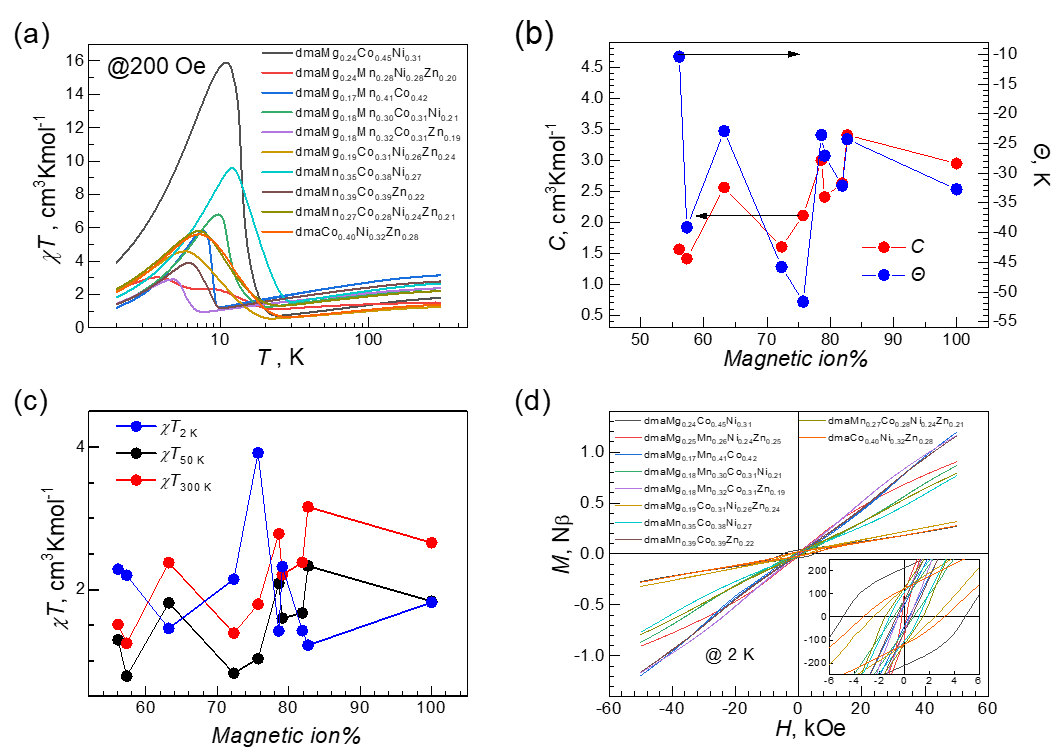 (a)
@200 Oe
dmaMg0.24Co0.45Ni0.31
dmaMg0.24Mn0.28Ni0.28Zn0.20
dmaMg0.17Mn0.41Co0.42
dmaMg0.18Mn0.30Co0.31Ni0.21
dmaMg0.18Mn0.32Co0.31Zn0.19
dmaMg0.19Co0.31Ni0.26Zn0.24
dmaMn0.35Co0.38Ni0.27
dmaMn0.39Co0.39Zn0.22
dmaMn0.27Co0.28Ni0.24Zn0.21
dmaCo0.40Ni0.32Zn0.28
χT, cm3Kmol-1
16
14
12
10
8
6
4
2
0
10
100
T, K
(b)
C, cm3Kmol-1
4.5
4.0
3.5
3.0
2.5
2.0
1.5
1.0
0.5
50
60
70
80
90
100
Magnetic ion%
-10
-15
-20
-25
-30
-35
-40
-45
-50
-55
Θ, K
C
Θ
(c)
χT2 K
χT50 K
χT300 K
χT, cm3Kmol-1
4
2
60
70
80
90
100
Magnetic ion%
(d)
dmaMg0.24Co0.45Ni0.31
dmaMg0.25Mn0.26Ni0.24Zn0.25
dmaMg0.17Mn0.41Co0.42
dmaMg0.18Mn0.30Co0.31Ni0.21
dmaMg0.18Mn0.32Co0.31Zn0.19
dmaMg0.19Co0.31Ni0.26Zn0.24
dmaMn0.35Co0.38Ni0.27
dmaMn0.39Co0.39Zn0.22
dmaMn0.27Co0.28Ni0.24Zn0.21
dmaCo0.40Ni0.32Zn0.28
M, Nβ
1.0
0.5
0.0
-0.5
-1.0
@ 2 K
200
100
0
-100
-200
-6
-4
-2
0
2
4
6
-60
-40
-20
0
20
40
60
H, kOe